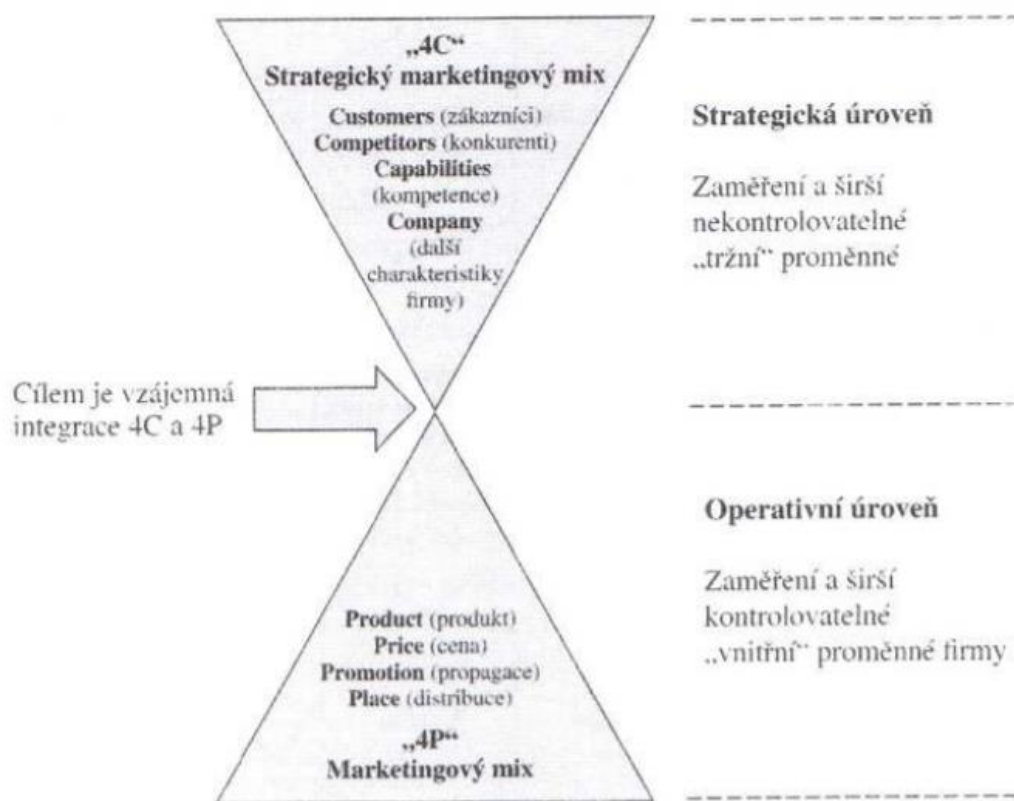 „4C“
Strategický marketingový mix
Customers (zákazníci)
Competitors (konkurenti)
Capabilities
(kompetence)
Company
(další
charakteristiky
firmy)
Strategická úroveň
Zaměření a širší
nekontrolovatelné
„tržní“ proměnné
Cílem je vzájemná
integrace 4C a 4P
Operativní úroveň
Zaměření a širší
kontrolovatelné
„vnitřní“ proměnné firmy
Product (produkt)
Price (cena)
Promotion (propagace)
Place (distribuce)
„4P“
Marketingový mix